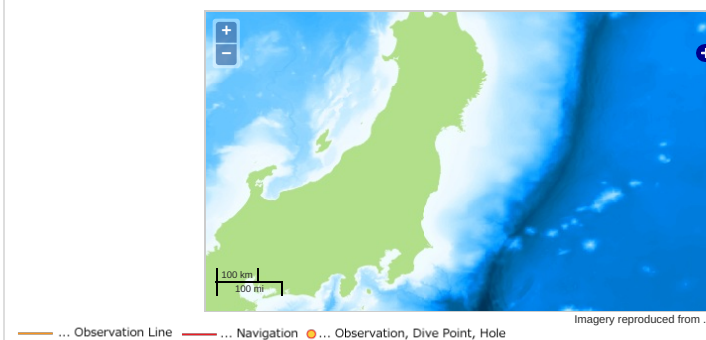 +
−
100 km
100 mi
Imagery reproduced from .
... Observation Line ... Navigation ... Observation, Dive Point, Hole